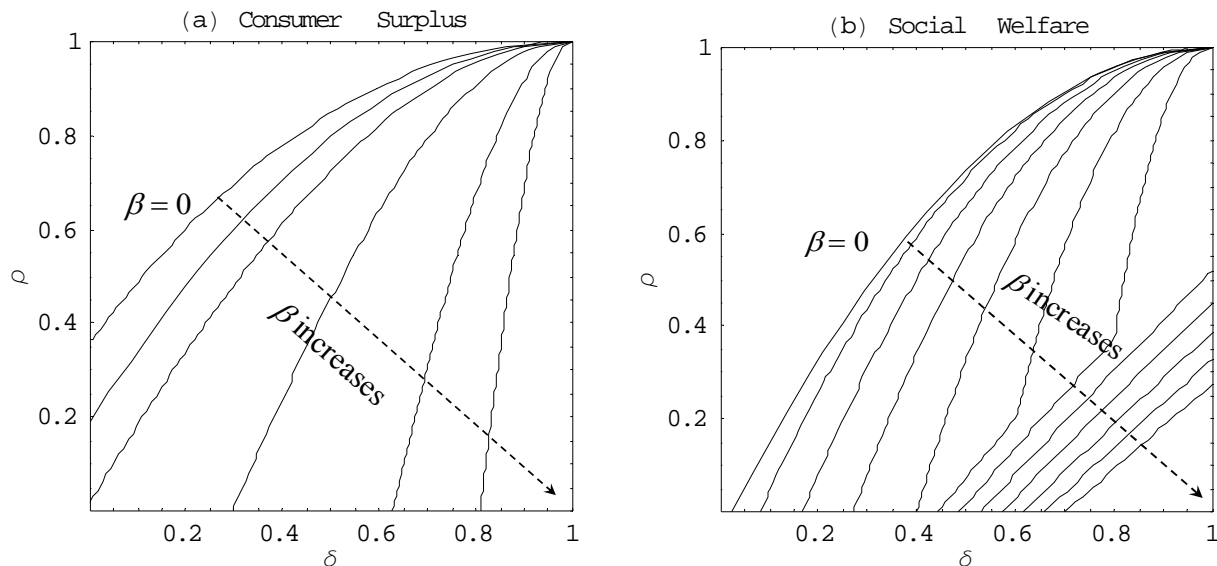 (a) Consumer Surplus
1
0.8
0.6
0.4
0.2
ρ
β = 0
β increases
0.2
0.4
0.6
0.8
1
δ
(b) Social Welfare
1
0.8
0.6
0.4
0.2
ρ
β = 0
β increases
0.2
0.4
0.6
0.8
1
δ